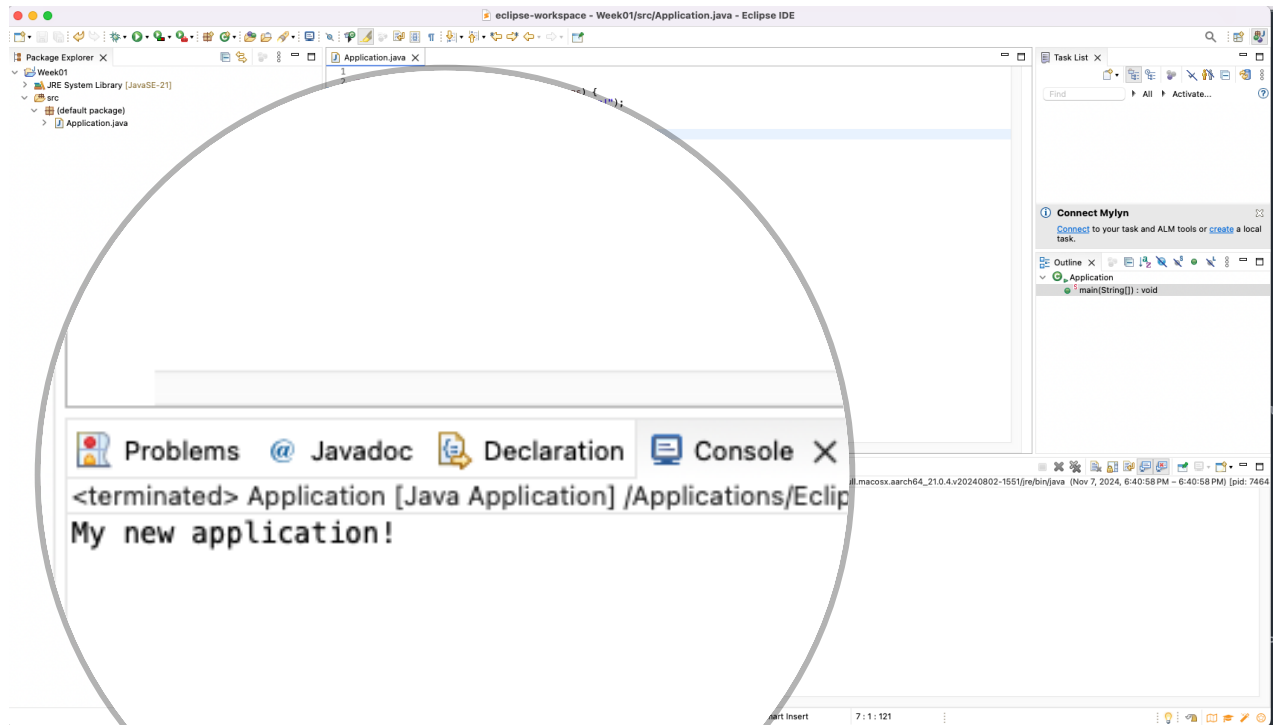 eclipse-workspace - Week01/src/Application.java - Eclipse IDE
Package Explorer
Week01
JRE System Library [JavaSE-21]
src
(default package)
Application.java
Application.java
1
2
s) {
!");
Problems @ Javadoc Declaration Console
<terminated> Application [Java Application] /Applications/Eclip
ll.macosx.aarch64_21.0.4.v20240802-1551/jre/bin/java (Nov 7, 2024, 6:40:58 PM – 6:40:58 PM) [pid: 7464
My new application!
Task List
Find All Activate...
Connect Mylyn
Connect to your task and ALM tools or create a local
task.
Outline
Application
main(String[]) : void
mart Insert 7 : 1 : 121